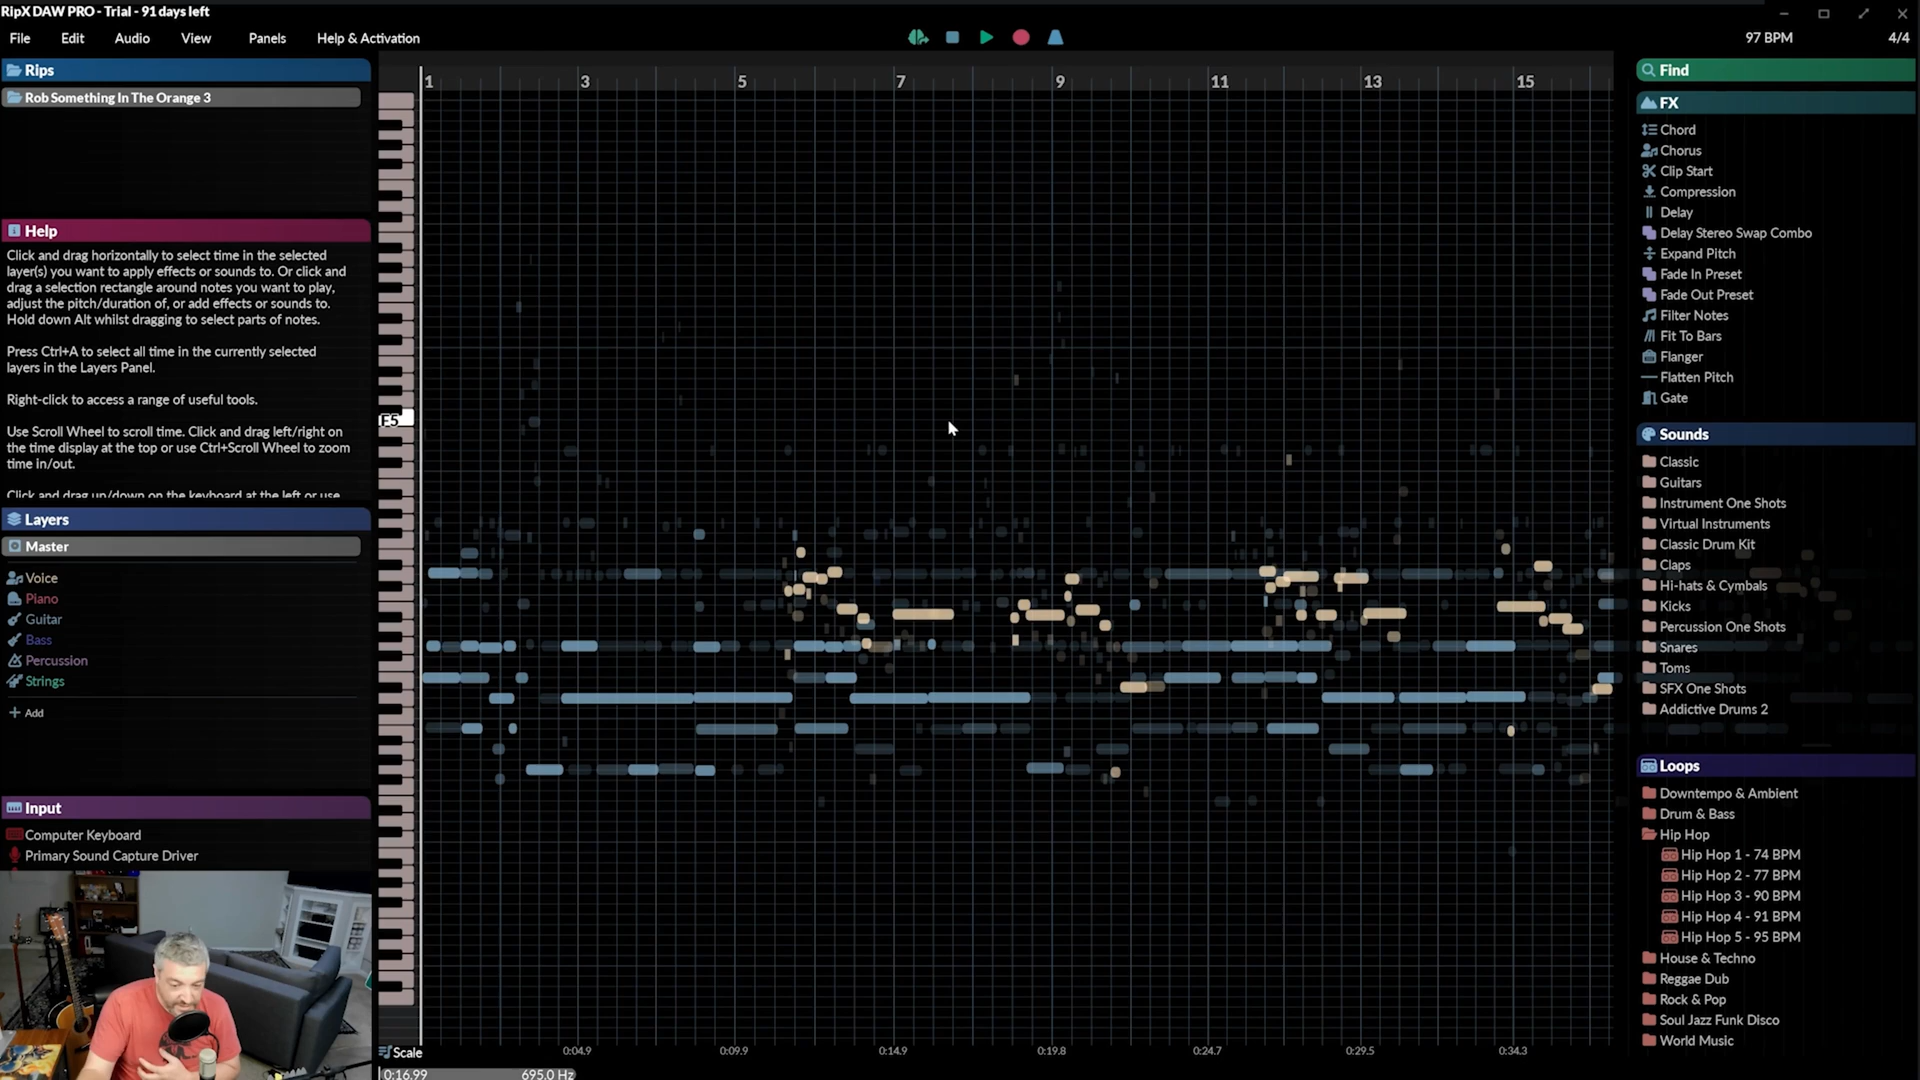 RipX DAW PRO - Trial - 91 days left
File Edit Audio View Panels Help & Activation
97 BPM 4/4
Rips
Rob Something In The Orange 3
Help
Click and drag horizontally to select time in the selected
layer(s) you want to apply effects or sounds to. Or click and
drag a selection rectangle around notes you want to play,
adjust the pitch/duration of, or add effects or sounds to.
Hold down Alt whilst dragging to select parts of notes.
Press Ctrl+A to select all time in the currently selected
layers in the Layers Panel.
Right-click to access a range of useful tools.
Use Scroll Wheel to scroll time. Click and drag left/right on
the time display at the top or use Ctrl+Scroll Wheel to zoom
time in/out.
Click and drag up/down on the keyboard at the left or use
Layers
Master
Voice
Piano
Guitar
Bass
Percussion
Strings
+ Add
Input
Computer Keyboard
Primary Sound Capture Driver
1 3 5 7 9 11 13 15
F5
Scale 0:04.9 0:09.9 0:14.9 0:19.8 0:24.7 0:29.5 0:34.3
0:16.99 695.0 Hz
Find
FX
Chord
Chorus
Clip Start
Compression
Delay
Delay Stereo Swap Combo
Expand Pitch
Fade In Preset
Fade Out Preset
Filter Notes
Fit To Bars
Flanger
Flatten Pitch
Gate
Sounds
Classic
Guitars
Instrument One Shots
Virtual Instruments
Classic Drum Kit
Claps
Hi-hats & Cymbals
Kicks
Percussion One Shots
Snares
Toms
SFX One Shots
Addictive Drums 2
Loops
Downtempo & Ambient
Drum & Bass
Hip Hop
Hip Hop 1 - 74 BPM
Hip Hop 2 - 77 BPM
Hip Hop 3 - 90 BPM
Hip Hop 4 - 91 BPM
Hip Hop 5 - 95 BPM
House & Techno
Reggae Dub
Rock & Pop
Soul Jazz Funk Disco
World Music